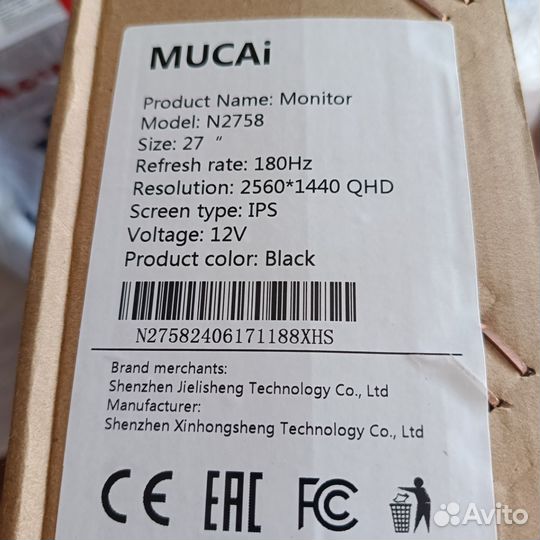 MUCAi
Product Name: Monitor
Model: N2758
Size: 27 “
Refresh rate: 180Hz
Resolution: 2560*1440 QHD
Screen type: IPS
Voltage: 12V
Product color: Black
N27582406171188XHS
Brand merchants:
Shenzhen Jielisheng Technology Co., Ltd
Manufacturer:
Shenzhen Xinhongsheng Technology Co., Ltd
CE EAC FC
Avito